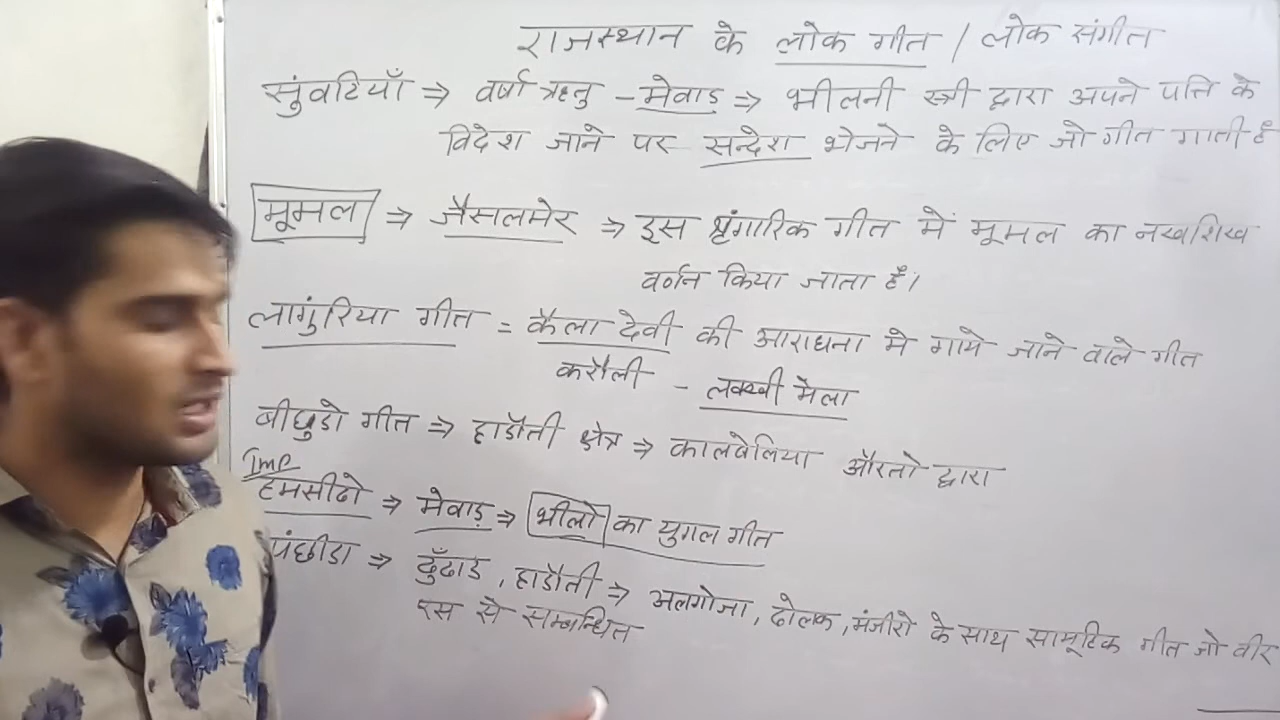 राजस्थान के लोक गीत / लोक संगीत
सुंवटियाँ ⇒ वर्षा ऋतु - मेवाड़ ⇒ भीलनी स्त्री द्वारा अपने पति के
विदेश जाने पर सन्देश भेजने के लिए जो गीत गाती है
मूमल ⇒ जैसलमेर ⇒ इस श्रृंगारिक गीत में मूमल का नखशिख
वर्णन किया जाता है।
लागुंरिया गीत = कैला देवी की आराधना मे गाये जाने वाले गीत
करौली - लक्खी मेला
बीछुडो गीत ⇒ हाडौती क्षेत्र ⇒ कालबेलिया औरतो द्वारा
Imp
हमसीढो ⇒ मेवाड़ ⇒ भीलो का युगल गीत
पंछीडा ⇒ ढुँढाड, हाडौती ⇒ अलगोजा, ढोलक, मंजीरो के साथ सामूहिक गीत जो वीर
रस से सम्बन्धित